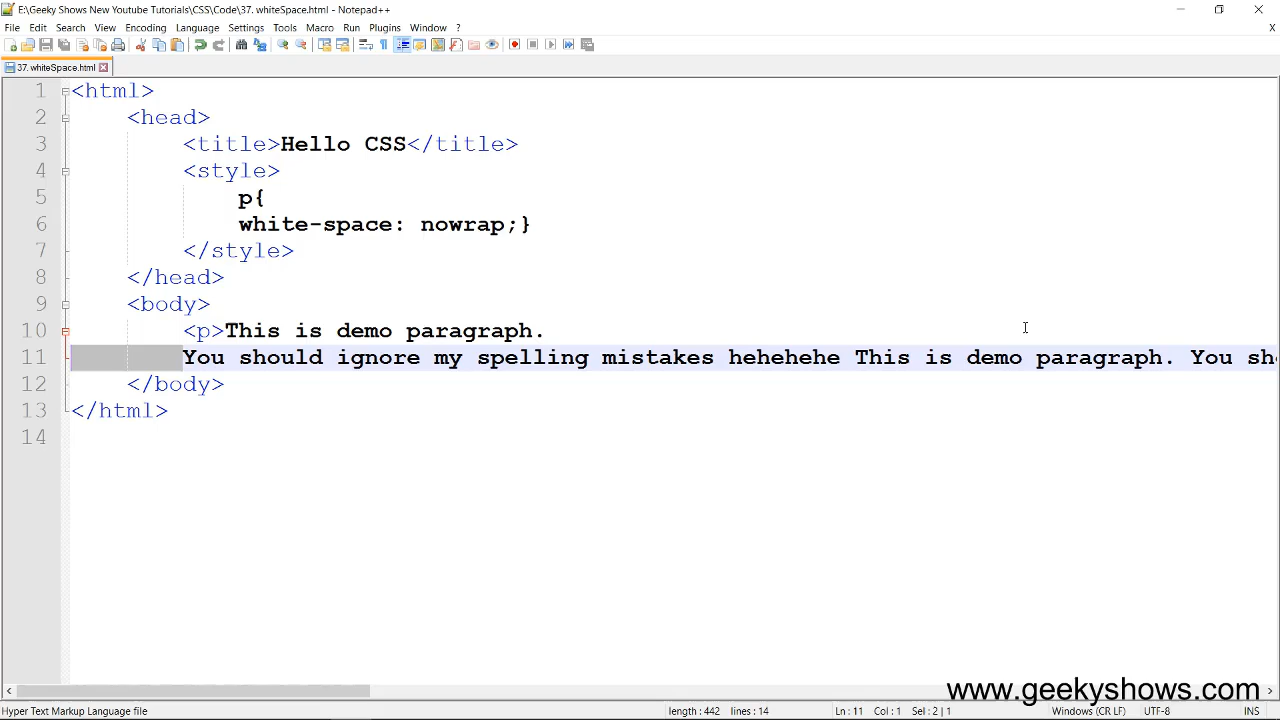 E:\Geeky Shows New Youtube Tutorials\CSS\Code\37. whiteSpace.html - Notepad++
File Edit Search View Encoding Language Settings Tools Macro Run Plugins Window ? X
37. whiteSpace.html
1 <html>
2 <head>
3 <title>Hello CSS</title>
4 <style>
5 p{
6 white-space: nowrap;}
7 </style>
8 </head>
9 <body>
10 <p>This is demo paragraph.
11 You should ignore my spelling mistakes hehehehe This is demo paragraph. You sho
12 </body>
13 </html>
14
www.geekyshows.com
Hyper Text Markup Language file length : 442 lines : 14 Ln : 11 Col : 1 Sel : 2 | 1 Windows (CR LF) UTF-8 INS